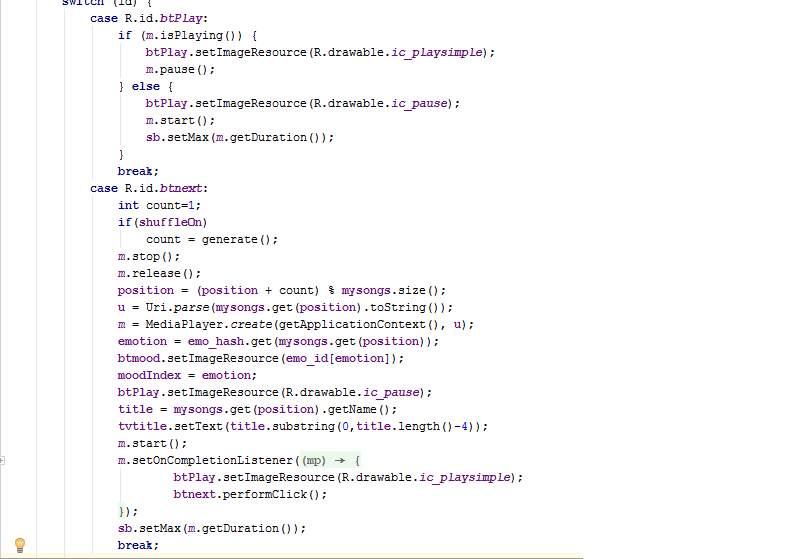 switch (id) {
case R.id.btPlay:
if (m.isPlaying()) {
btPlay.setImageResource(R.drawable.ic_playsimple);
m.pause();
} else {
btPlay.setImageResource(R.drawable.ic_pause);
m.start();
sb.setMax(m.getDuration());
}
break;
case R.id.btnext:
int count=1;
if(shuffleOn)
count = generate();
m.stop();
m.release();
position = (position + count) % mysongs.size();
u = Uri.parse(mysongs.get(position).toString());
m = MediaPlayer.create(getApplicationContext(), u);
emotion = emo_hash.get(mysongs.get(position));
btmood.setImageResource(emo_id[emotion]);
moodIndex = emotion;
btPlay.setImageResource(R.drawable.ic_pause);
title = mysongs.get(position).getName();
tvtitle.setText(title.substring(0,title.length()-4));
m.start();
m.setOnCompletionListener((mp) → {
btPlay.setImageResource(R.drawable.ic_playsimple);
btnext.performClick();
});
sb.setMax(m.getDuration());
break;